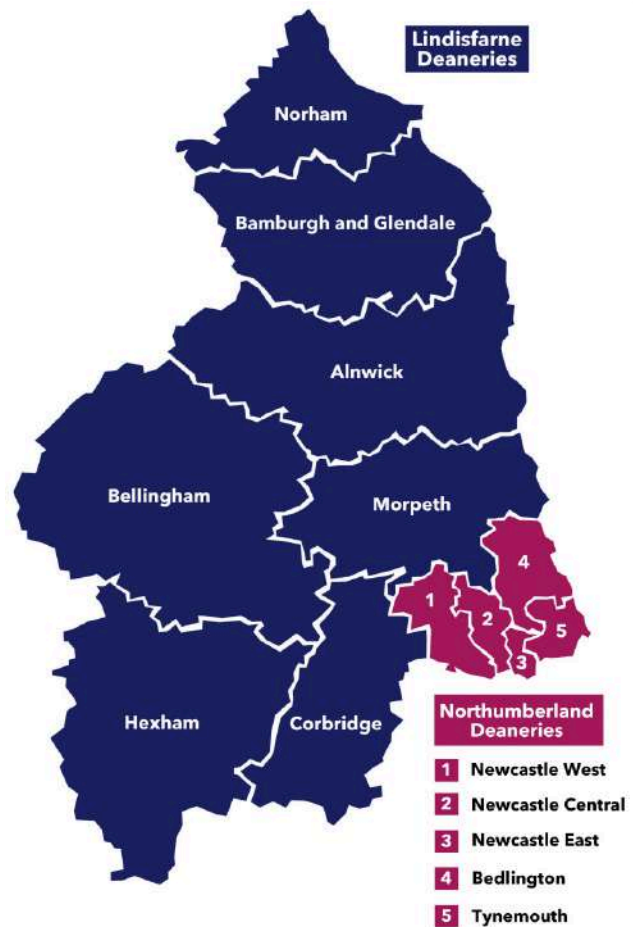 Lindisfarne
Deaneries
Norham
Bamburgh and Glendale
Alnwick
Bellingham
Morpeth
4
1
2
5
3
Hexham
Corbridge
Northumberland
Deaneries
1 Newcastle West
2 Newcastle Central
3 Newcastle East
4 Bedlington
5 Tynemouth